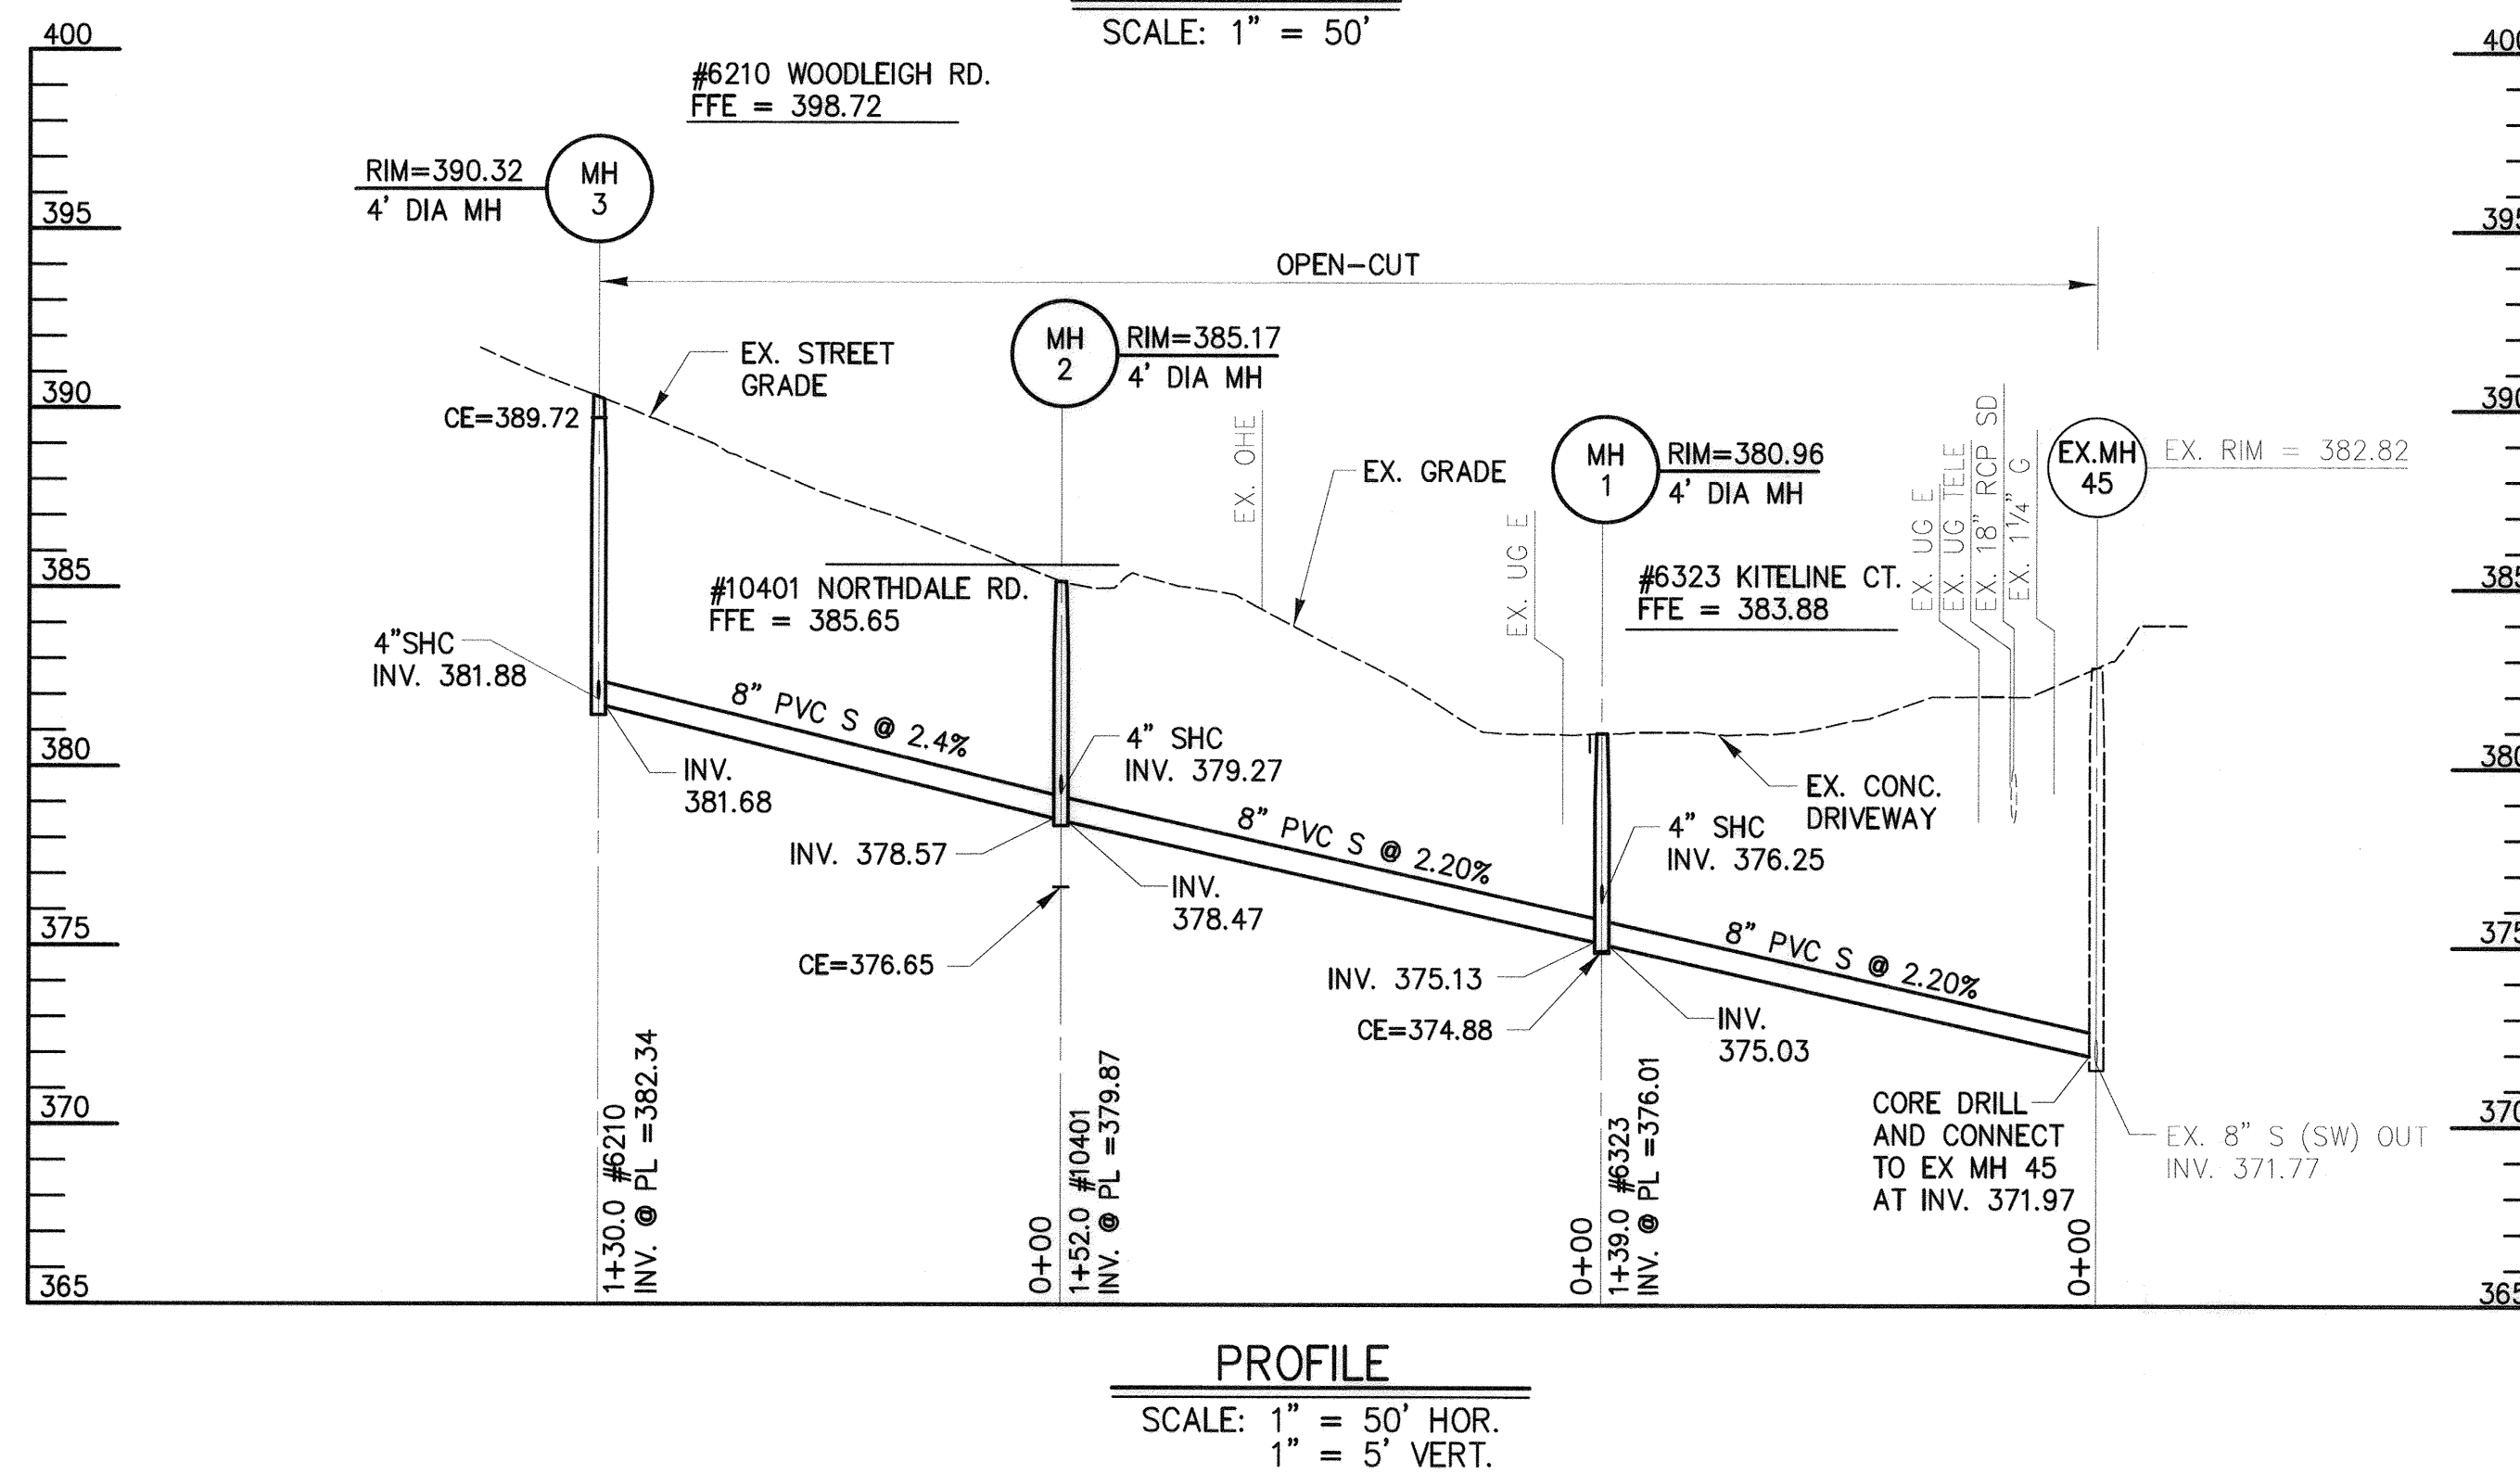 SCALE: 1" = 50'
400
400
#6210 WOODLEIGH RD.
FFE = 398.72
RIM=390.32
4' DIA MH
MH
3
395
395
OPEN-CUT
MH
2
RIM=385.17
4' DIA MH
EX. STREET
GRADE
390
390
CE=389.72
EX. OHE
EX. GRADE
MH
1
RIM=380.96
4' DIA MH
EX. UG E
EX. UG E
EX. UG TELE
EX. 18" RCP SD
EX. 1 1/4" G
EX.MH
45
EX. RIM = 382.82
385
385
#10401 NORTHDALE RD.
FFE = 385.65
#6323 KITELINE CT.
FFE = 383.88
4"SHC
INV. 381.88
8" PVC S @ 2.4%
4" SHC
INV. 379.27
380
380
INV.
381.68
EX. CONC.
DRIVEWAY
8" PVC S @ 2.20%
4" SHC
INV. 376.25
INV. 378.57
INV.
378.47
375
375
CE=376.65
8" PVC S @ 2.20%
INV. 375.13
CE=374.88
INV.
375.03
370
370
CORE DRILL
AND CONNECT
TO EX MH 45
AT INV. 371.97
EX. 8" S (SW) OUT
INV. 371.77
1+30.0 #6210
INV. @ PL =382.34
0+00
1+52.0 #10401
INV. @ PL =379.87
0+00
1+39.0 #6323
INV. @ PL =376.01
0+00
365
365
PROFILE
SCALE: 1" = 50' HOR.
1" = 5' VERT.